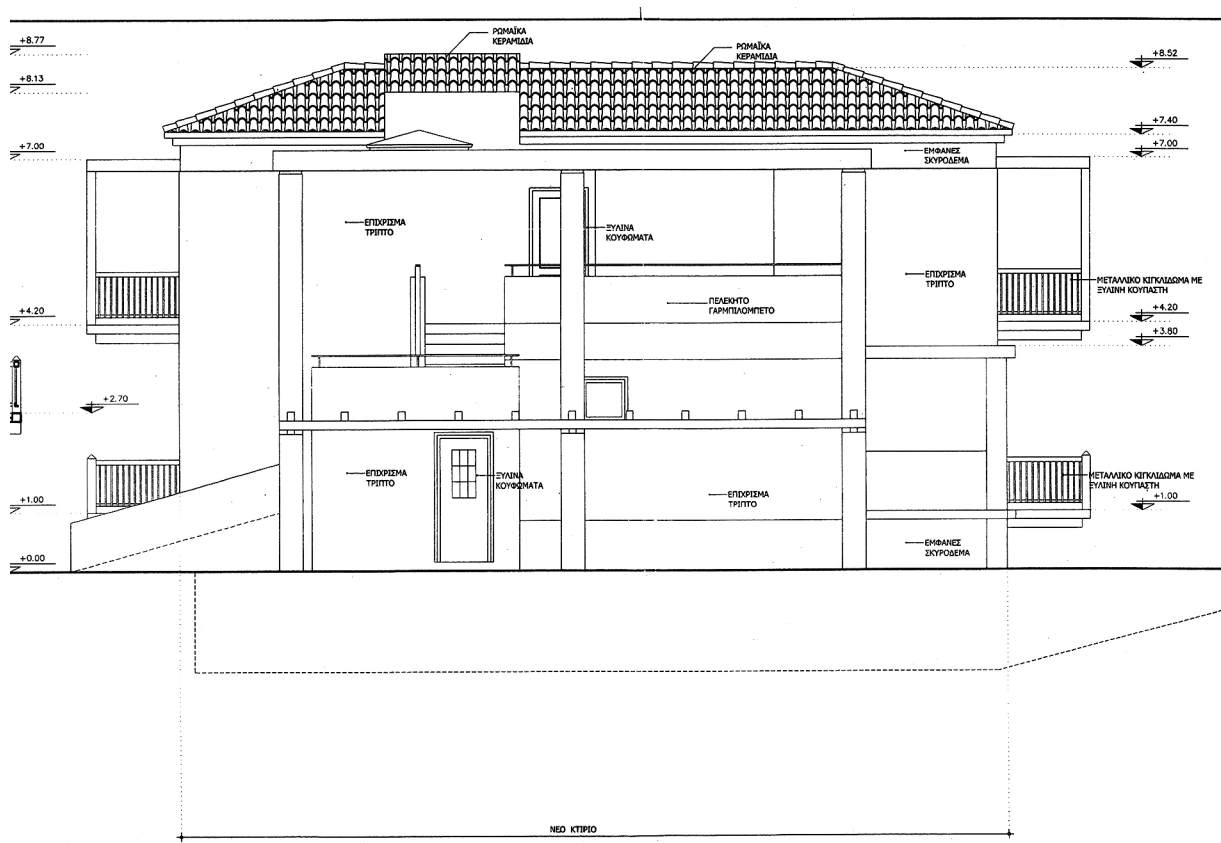 ΡΩΜΑΪΚΑ
ΚΕΡΑΜΙΔΙΑ
ΡΩΜΑΪΚΑ
ΚΕΡΑΜΙΔΙΑ
+8.77
+8.52
+8.13
+7.40
+7.00
+7.00
ΕΜΦΑΝΕΣ
ΣΚΥΡΟΔΕΜΑ
ΕΠΙΧΡΙΣΜΑ
ΤΡΙΠΤΟ
ΞΥΛΙΝΑ
ΚΟΥΦΩΜΑΤΑ
ΕΠΙΧΡΙΣΜΑ
ΤΡΙΠΤΟ
ΜΕΤΑΛΛΙΚΟ ΚΙΓΚΛΙΔΩΜΑ ΜΕ
ΞΥΛΙΝΗ ΚΟΥΠΑΣΤΗ
ΠΕΛΕΚΗΤΟ
ΓΑΡΜΠΙΛΟΜΠΕΤΟ
+4.20
+4.20
+3.80
+2.70
ΕΠΙΧΡΙΣΜΑ
ΤΡΙΠΤΟ
ΞΥΛΙΝΑ
ΚΟΥΦΩΜΑΤΑ
ΕΠΙΧΡΙΣΜΑ
ΤΡΙΠΤΟ
ΜΕΤΑΛΛΙΚΟ ΚΙΓΚΛΙΔΩΜΑ ΜΕ
ΞΥΛΙΝΗ ΚΟΥΠΑΣΤΗ
+1.00
+1.00
ΕΜΦΑΝΕΣ
ΣΚΥΡΟΔΕΜΑ
+0.00
ΝΕΟ ΚΤΙΡΙΟ